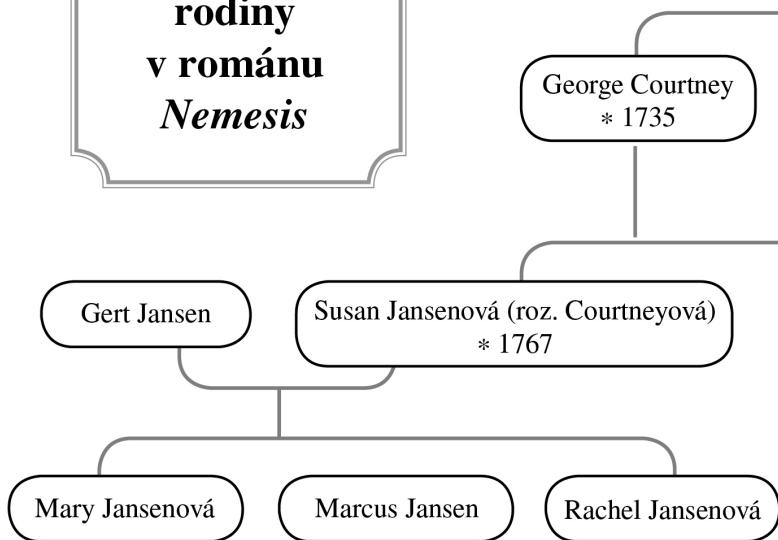 rodiny
v románu
Nemesis
George Courtney
* 1735
Gert Jansen
Susan Jansenová (roz. Courtneyová)
* 1767
Mary Jansenová
Marcus Jansen
Rachel Jansenová